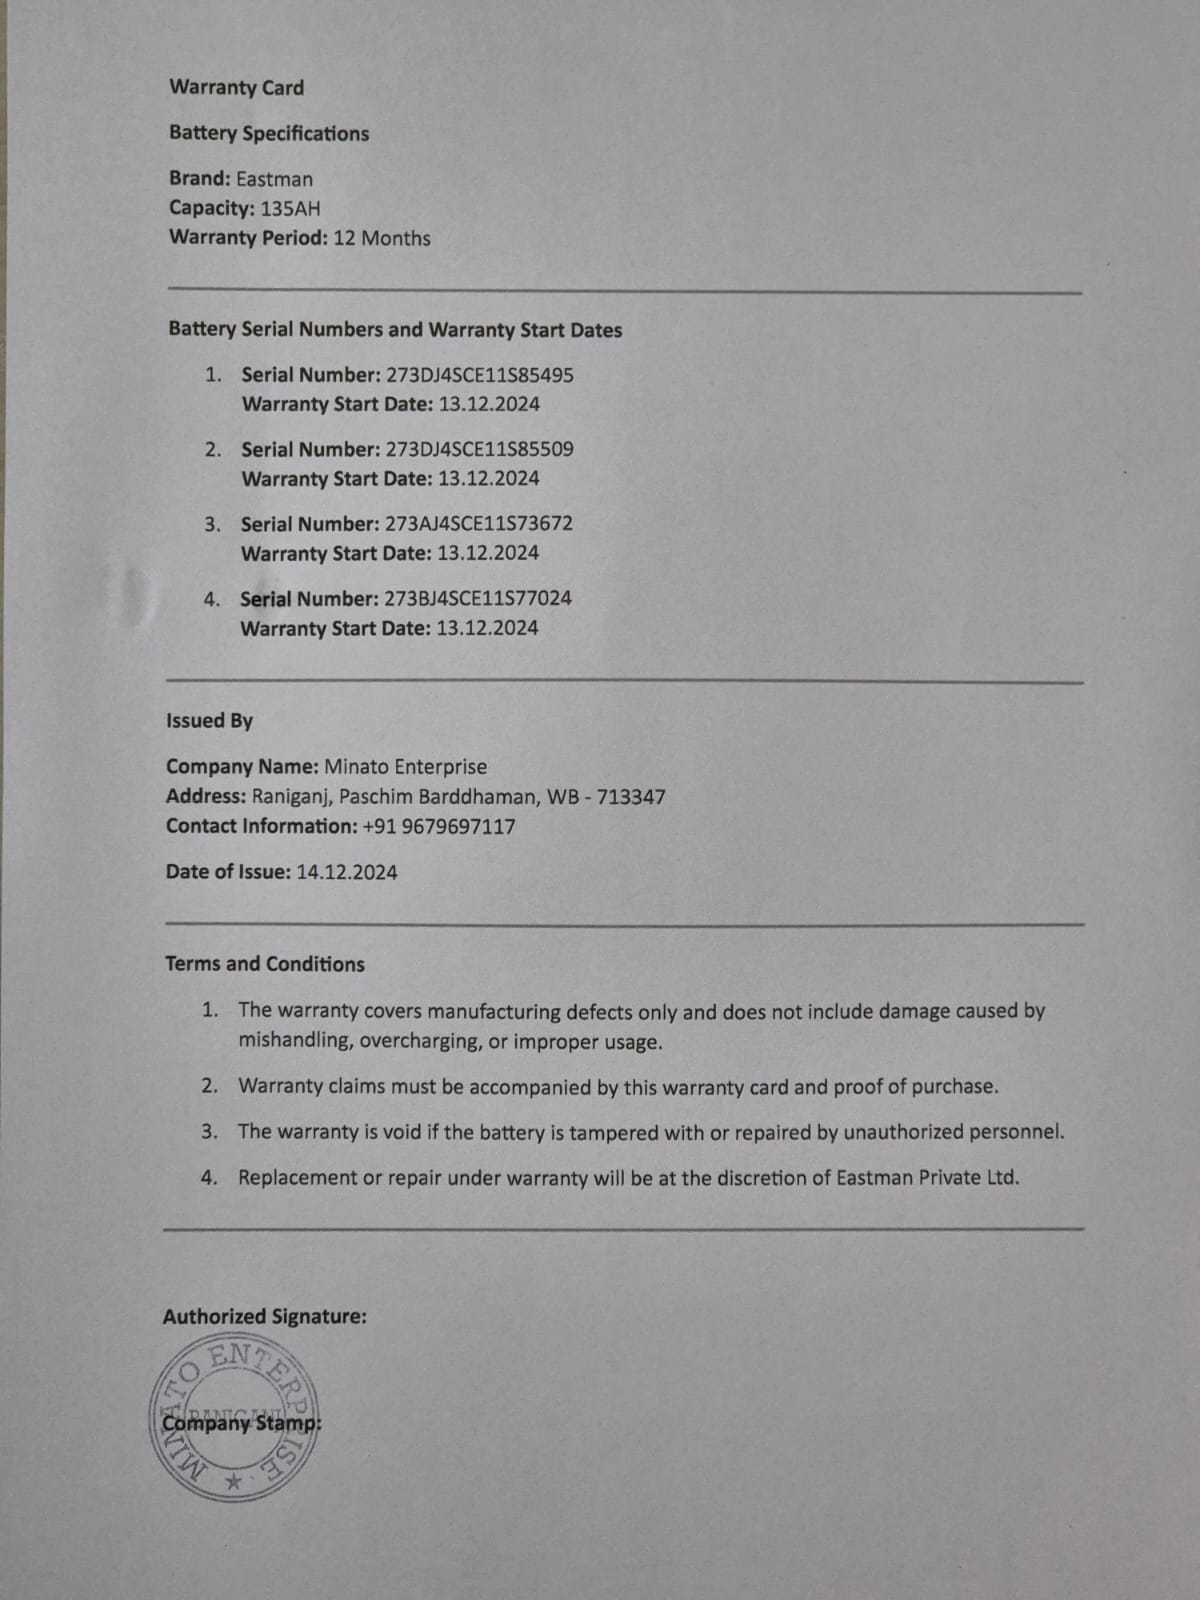 Warranty Card
Battery Specifications
Brand: Eastman
Capacity: 135AH
Warranty Period: 12 Months
Battery Serial Numbers and Warranty Start Dates
1. Serial Number: 273DJ4SCE11S85495
Warranty Start Date: 13.12.2024
2. Serial Number: 273DJ4SCE11S85509
Warranty Start Date: 13.12.2024
3. Serial Number: 273AJ4SCE11S73672
Warranty Start Date: 13.12.2024
4. Serial Number: 273BJ4SCE11S77024
Warranty Start Date: 13.12.2024
Issued By
Company Name: Minato Enterprise
Address: Raniganj, Paschim Barddhaman, WB - 713347
Contact Information: +91 9679697117
Date of Issue: 14.12.2024
Terms and Conditions
1. The warranty covers manufacturing defects only and does not include damage caused by
mishandling, overcharging, or improper usage.
2. Warranty claims must be accompanied by this warranty card and proof of purchase.
3. The warranty is void if the battery is tampered with or repaired by unauthorized personnel.
4. Replacement or repair under warranty will be at the discretion of Eastman Private Ltd.
Authorized Signature:
MINATO ENTERPRISE
RANIGANJ
Company Stamp: